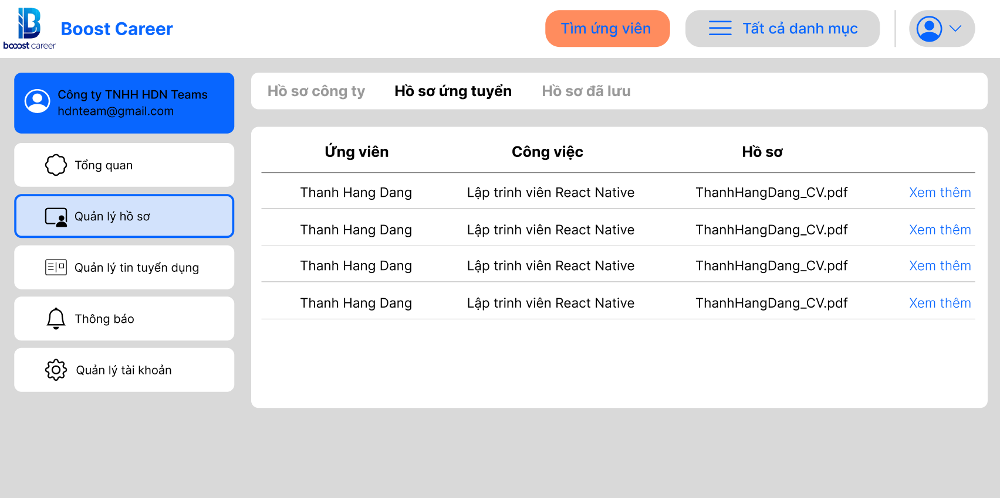 booost career
Boost Career
Tìm ứng viên
Tất cả danh mục
Công ty TNHH HDN Teams
hdnteam@gmail.com
Tổng quan
Quản lý hồ sơ
Quản lý tin tuyển dụng
Thông báo
Quản lý tài khoản
Hồ sơ công ty Hồ sơ ứng tuyển Hồ sơ đã lưu
Ứng viên Công việc Hồ sơ
Thanh Hang Dang Lập trinh viên React Native ThanhHangDang_CV.pdf Xem thêm
Thanh Hang Dang Lập trinh viên React Native ThanhHangDang_CV.pdf Xem thêm
Thanh Hang Dang Lập trinh viên React Native ThanhHangDang_CV.pdf Xem thêm
Thanh Hang Dang Lập trinh viên React Native ThanhHangDang_CV.pdf Xem thêm